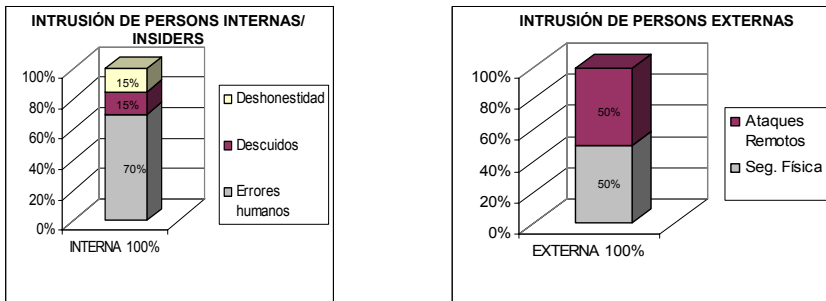 INTRUSIÓN DE PERSONS INTERNAS/
INSIDERS
100%
80%
60%
40%
20%
0%
15%
15%
70%
INTERNA 100%
Deshonestidad
Descuidos
Errores
humanos
INTRUSIÓN DE PERSONS EXTERNAS
100%
80%
60%
40%
20%
0%
50%
50%
EXTERNA 100%
Ataques
Remotos
Seg. Física